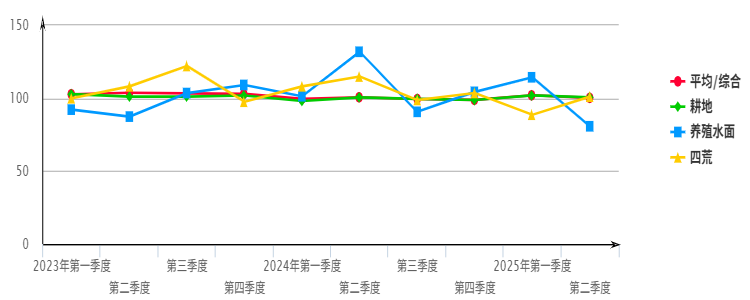 150
100
50
0
2023年第一季度
第二季度
第三季度
第四季度
2024年第一季度
第二季度
第三季度
第四季度
2025年第一季度
第二季度
平均/综合
耕地
养殖水面
四荒